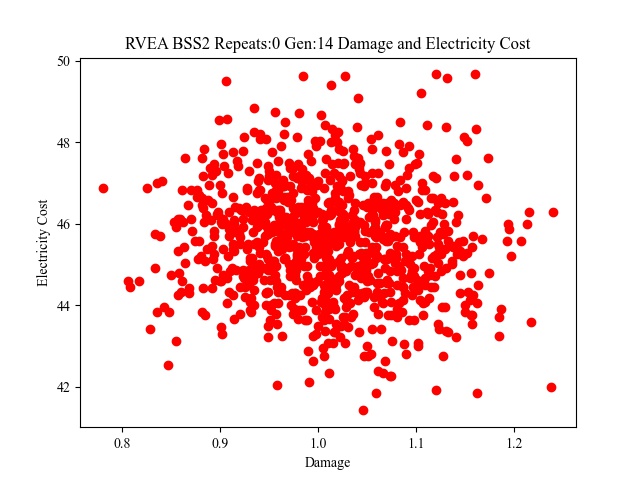 RVEA BSS2 Repeats:0 Gen:14 Damage and Electricity Cost
50
48
46
44
42
Electricity Cost
0.8 0.9 1.0 1.1 1.2
Damage